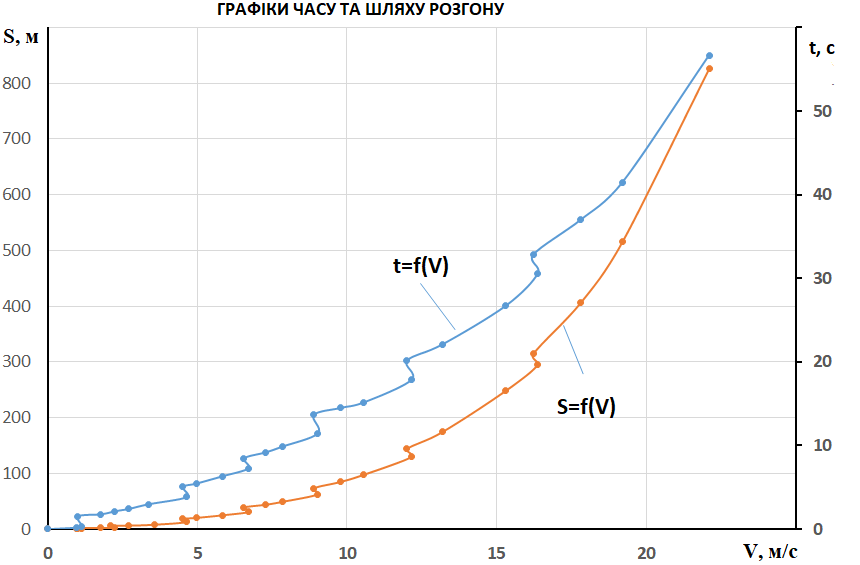 ГРАФІКИ ЧАСУ ТА ШЛЯХУ РОЗГОНУ
S, м
t, с
800
700
600
500
400
300
200
100
0
50
40
30
20
10
0
t=f(V)
S=f(V)
0 5 10 15 20
V, м/с